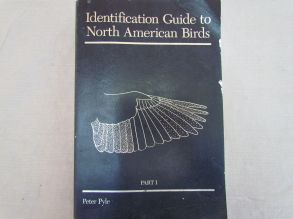 Identification Guide to
North American Birds
PART I
Peter Pyle